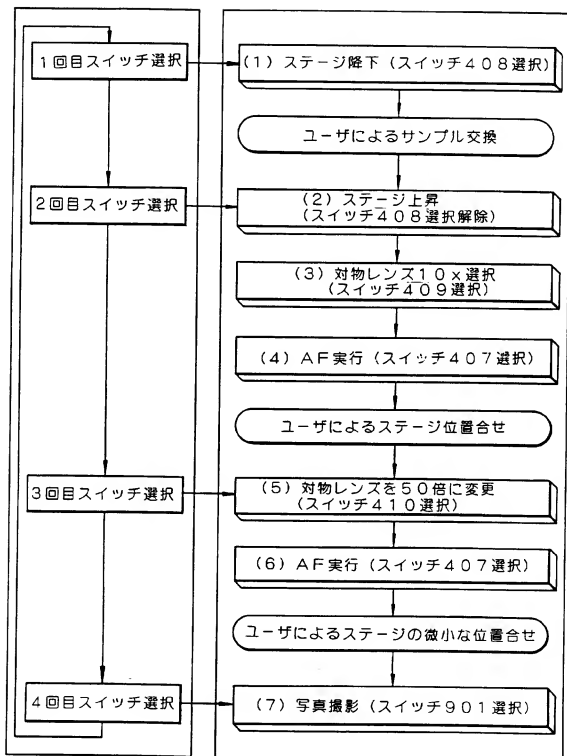 1回目スイッチ選択
(1) ステージ降下 (スイッチ408選択)
ユーザによるサンプル交換
2回目スイッチ選択
(2) ステージ上昇
(スイッチ408選択解除)
(3) 対物レンズ10x選択
(スイッチ409選択)
(4) AF実行 (スイッチ407選択)
ユーザによるステージ位置合せ
3回目スイッチ選択
(5) 対物レンズを50倍に変更
(スイッチ410選択)
(6) AF実行 (スイッチ407選択)
ユーザによるステージの微小な位置合せ
4回目スイッチ選択
(7) 写真撮影 (スイッチ901選択)